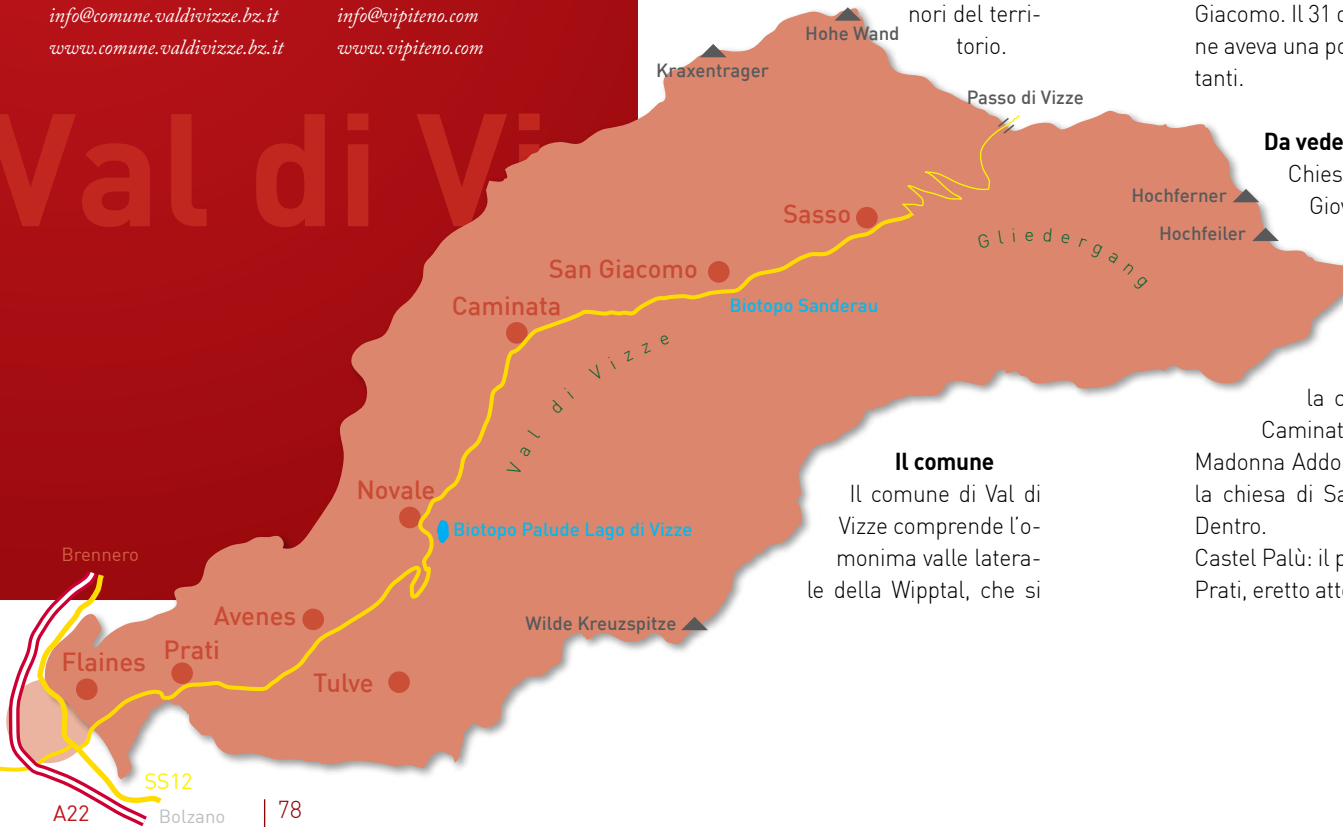 info@comune.valdivizze.bz.it
www.comune.valdivizze.bz.it
info@vipiteno.com
www.vipiteno.com
Val di Vi
nori del terri-
torio.
Giacomo. Il 31
ne aveva una
tanti.
Da vede
Chies
Giov
Hohe Wand
Kraxentrager
Passo di Vizze
Hochferner
Hochfeiler
Gliedergang
Sasso
San Giacomo
Biotopo Sanderau
Caminata
Val di Vizze
Novale
Biotopo Palude Lago di Vizze
Brennero
Avenes
Wilde Kreuzspitze
Prati
Flaines
Tulve
SS12
A22
Bolzano
78
Il comune
Il comune di Val di
Vizze comprende l'o-
monima valle latera-
le della Wipptal, che si
la
Caminat
Madonna Addo
la chiesa di Sa
Dentro.
Castel Palù: il p
Prati, eretto att